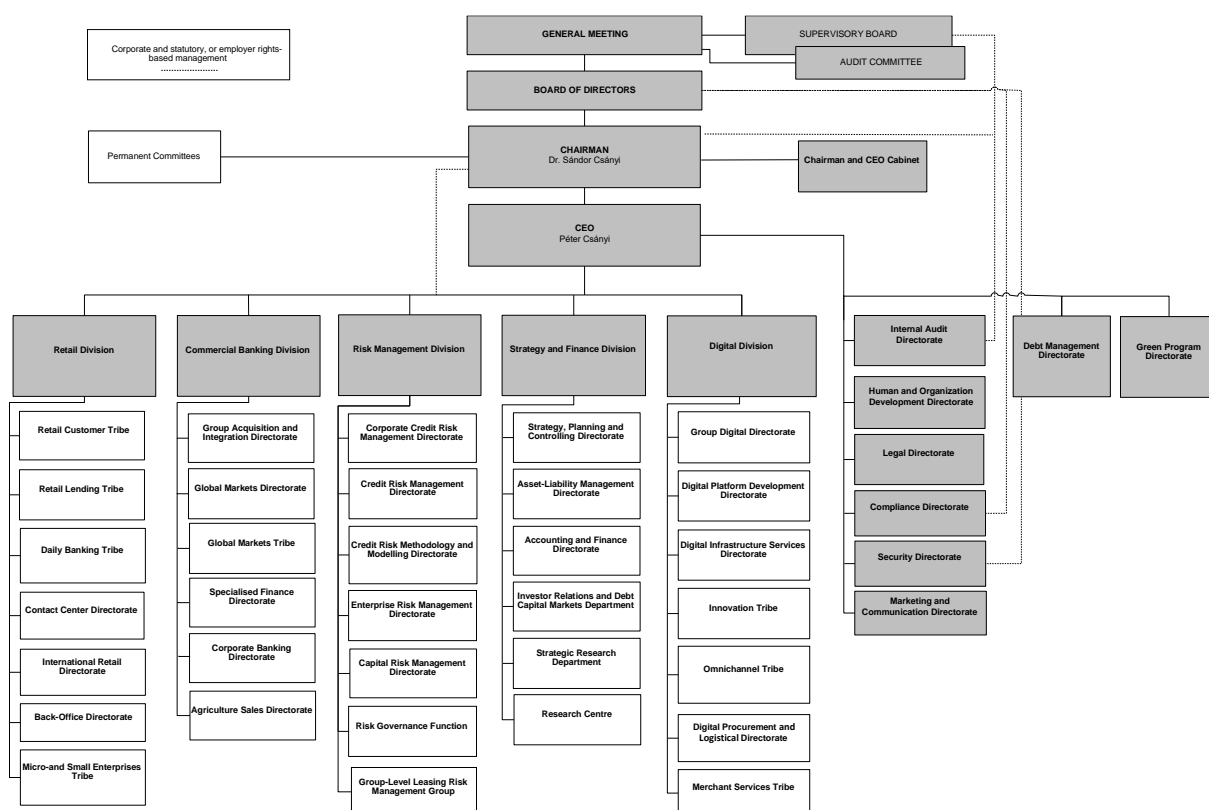 GENERAL MEETING
SUPERVISORY BOARD
AUDIT COMMITTEE
Corporate and statutory, or employer rights-
based management
.....................
BOARD OF DIRECTORS
Permanent Committees
CHAIRMAN
Dr. Sándor Csányi
Chairman and CEO Cabinet
CEO
Péter Csányi
Retail Division
Commercial Banking Division
Risk Management Division
Strategy and Finance Division
Digital Division
Internal Audit
Directorate
Debt Management
Directorate
Green Program
Directorate
Retail Customer Tribe
Retail Lending Tribe
Daily Banking Tribe
Contact Center Directorate
International Retail
Directorate
Back-Office Directorate
Micro-and Small Enterprises
Tribe
Group Acquisition and
Integration Directorate
Global Markets Directorate
Global Markets Tribe
Specialised Finance
Directorate
Corporate Banking
Directorate
Agriculture Sales Directorate
Corporate Credit Risk
Management Directorate
Credit Risk Management
Directorate
Credit Risk Methodology and
Modelling Directorate
Enterprise Risk Management
Directorate
Capital Risk Management
Directorate
Risk Governance Function
Group-Level Leasing Risk
Management Group
Strategy, Planning and
Controlling Directorate
Asset-Liability Management
Directorate
Accounting and Finance
Directorate
Investor Relations and Debt
Capital Markets Department
Strategic Research
Department
Research Centre
Group Digital Directorate
Digital Platform Development
Directorate
Digital Infrastructure Services
Directorate
Innovation Tribe
Omnichannel Tribe
Digital Procurement and
Logistical Directorate
Merchant Services Tribe
Human and Organization
Development Directorate
Legal Directorate
Compliance Directorate
Security Directorate
Marketing and
Communication Directorate